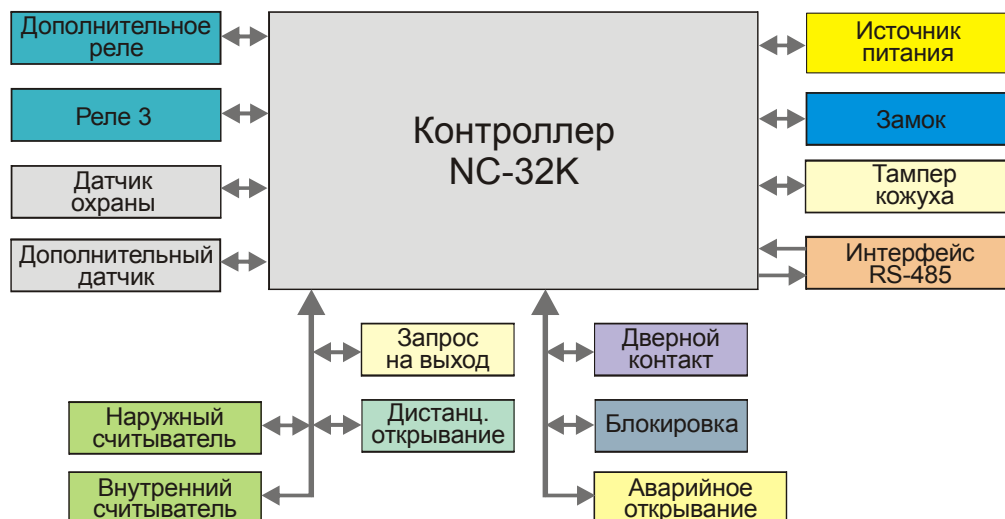 Дополнительное
реле
Реле 3
Датчик
охраны
Дополнительный
датчик
Контроллер
NC-32K
Источник
питания
Замок
Тампер
кожуха
Интерфейс
RS-485
Запрос
на выход
Дверной
контакт
Наружный
считыватель
Дистанц.
открывание
Блокировка
Внутренний
считыватель
Аварийное
открывание